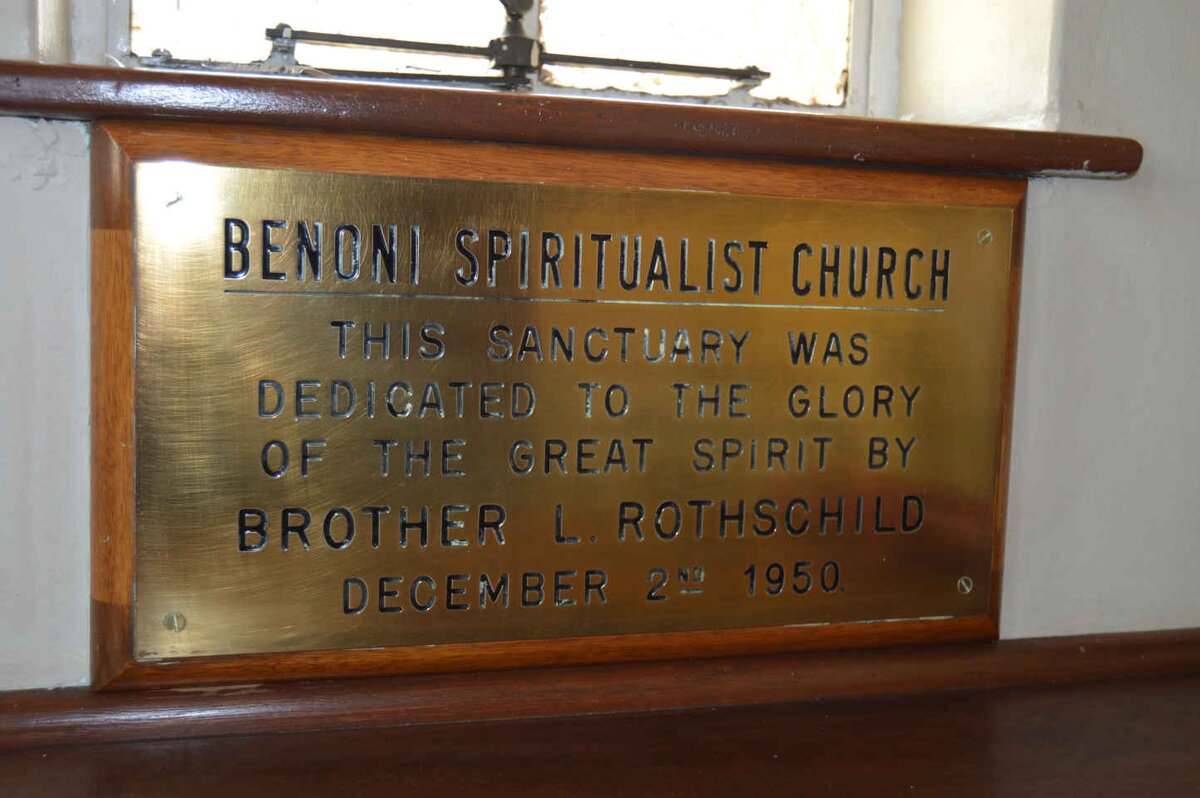 BENONI SPIRITUALIST CHURCH
THIS SANCTUARY WAS
DEDICATED TO THE GLORY
OF THE GREAT SPIRIT BY
BROTHER L. ROTHSCHILD
DECEMBER 2ND 1950.